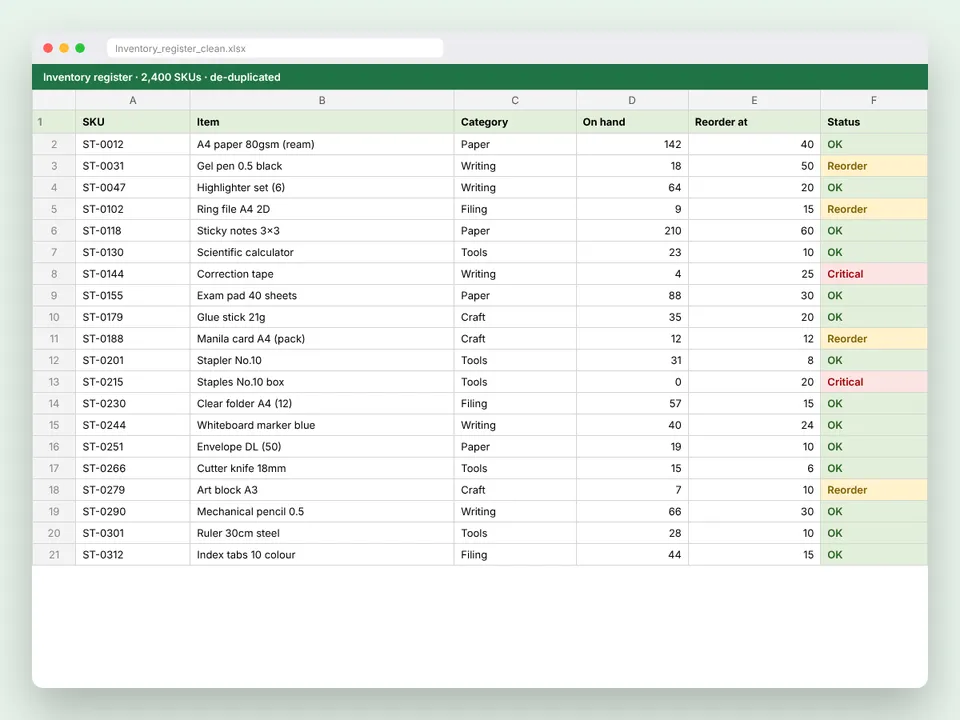 Inventory_register_clean.xlsx
Inventory register · 2,400 SKUs · de-duplicated
A B C D E F
1 SKU Item Category On hand Reorder at Status
2 ST-0012 A4 paper 80gsm (ream) Paper 142 40 OK
3 ST-0031 Gel pen 0.5 black Writing 18 50 Reorder
4 ST-0047 Highlighter set (6) Writing 64 20 OK
5 ST-0102 Ring file A4 2D Filing 9 15 Reorder
6 ST-0118 Sticky notes 3×3 Paper 210 60 OK
7 ST-0130 Scientific calculator Tools 23 10 OK
8 ST-0144 Correction tape Writing 4 25 Critical
9 ST-0155 Exam pad 40 sheets Paper 88 30 OK
10 ST-0179 Glue stick 21g Craft 35 20 OK
11 ST-0188 Manila card A4 (pack) Craft 12 12 Reorder
12 ST-0201 Stapler No.10 Tools 31 8 OK
13 ST-0215 Staples No.10 box Tools 0 20 Critical
14 ST-0230 Clear folder A4 (12) Filing 57 15 OK
15 ST-0244 Whiteboard marker blue Writing 40 24 OK
16 ST-0251 Envelope DL (50) Paper 19 10 OK
17 ST-0266 Cutter knife 18mm Tools 15 6 OK
18 ST-0279 Art block A3 Craft 7 10 Reorder
19 ST-0290 Mechanical pencil 0.5 Writing 66 30 OK
20 ST-0301 Ruler 30cm steel Tools 28 10 OK
21 ST-0312 Index tabs 10 colour Filing 44 15 OK